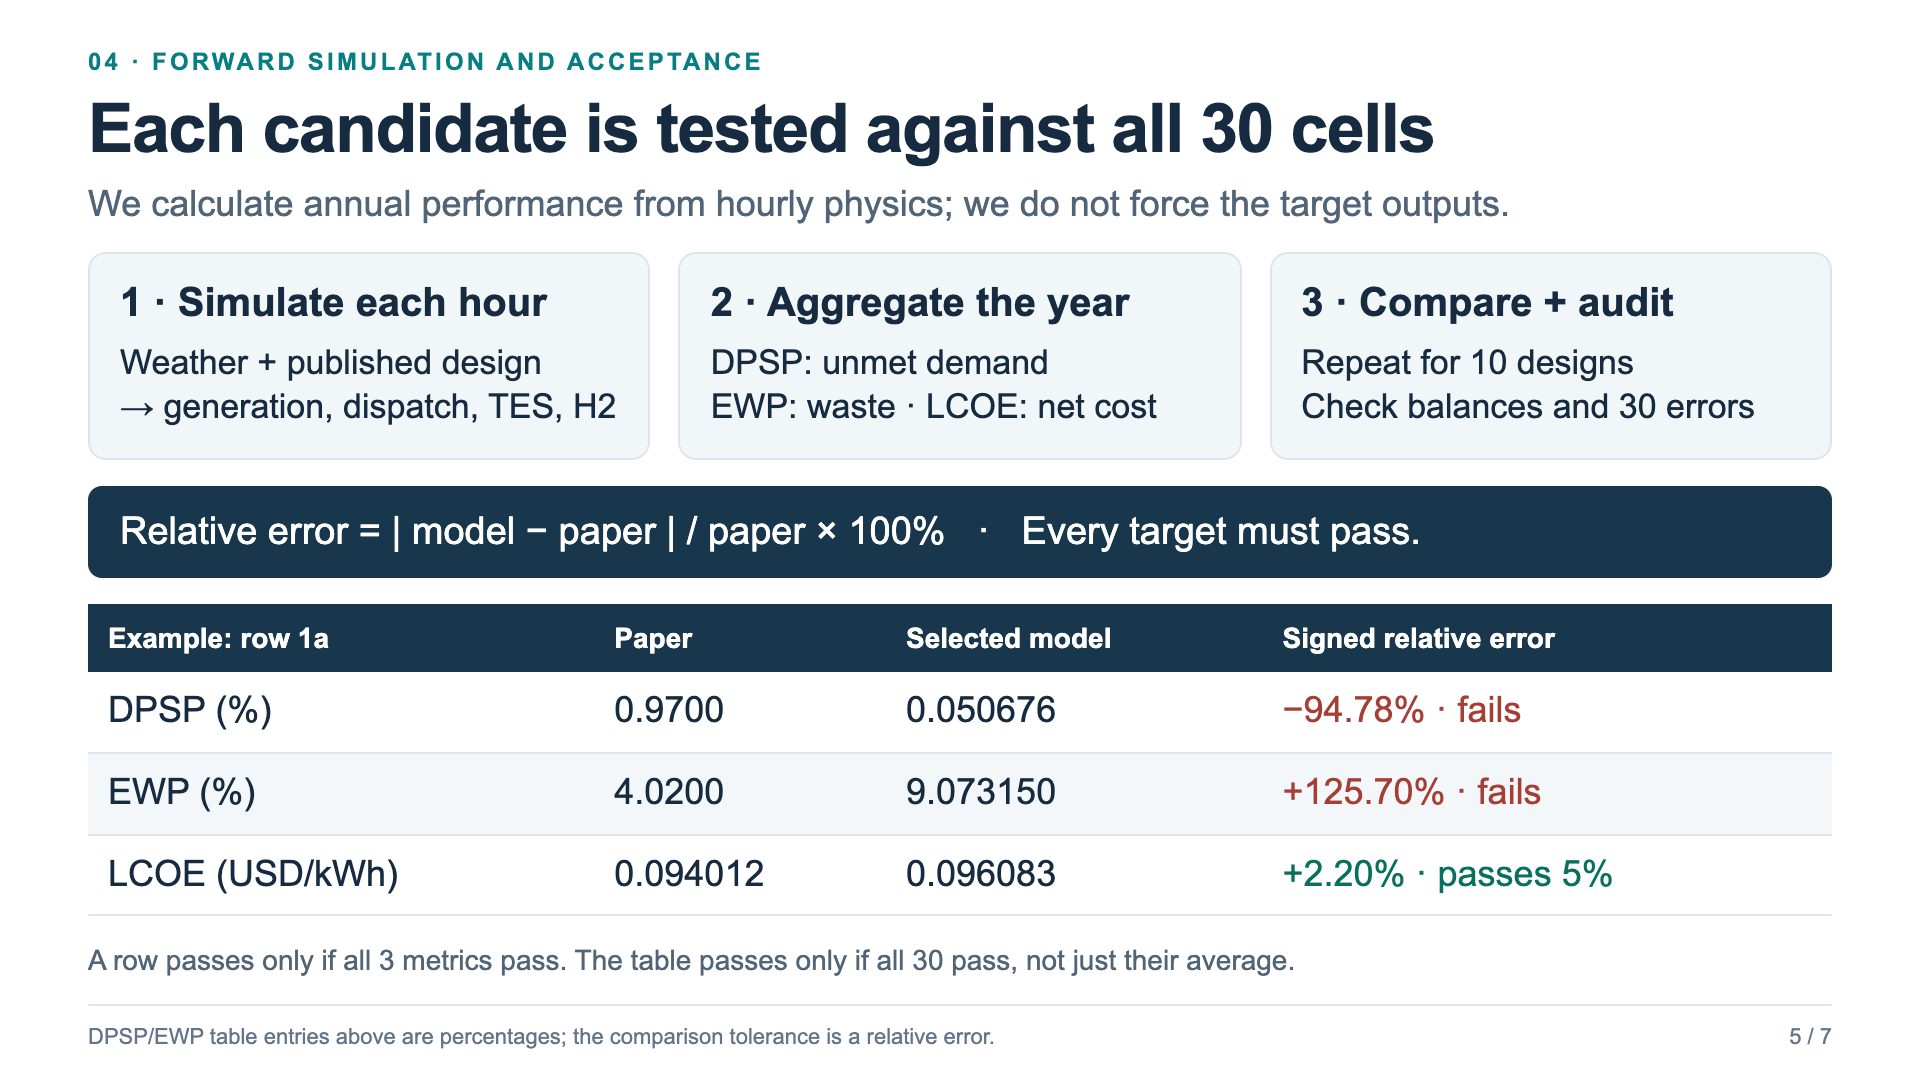 04 · FORWARD SIMULATION AND ACCEPTANCE
Each candidate is tested against all 30 cells
We calculate annual performance from hourly physics; we do not force the target outputs.
1 · Simulate each hour
Weather + published design
→ generation, dispatch, TES, H2
2 · Aggregate the year
DPSP: unmet demand
EWP: waste · LCOE: net cost
3 · Compare + audit
Repeat for 10 designs
Check balances and 30 errors
Relative error = | model − paper | / paper × 100% · Every target must pass.
Example: row 1a Paper Selected model Signed relative error
DPSP (%) 0.9700 0.050676 −94.78% · fails
EWP (%) 4.0200 9.073150 +125.70% · fails
LCOE (USD/kWh) 0.094012 0.096083 +2.20% · passes 5%
A row passes only if all 3 metrics pass. The table passes only if all 30 pass, not just their average.
DPSP/EWP table entries above are percentages; the comparison tolerance is a relative error.
5 / 7